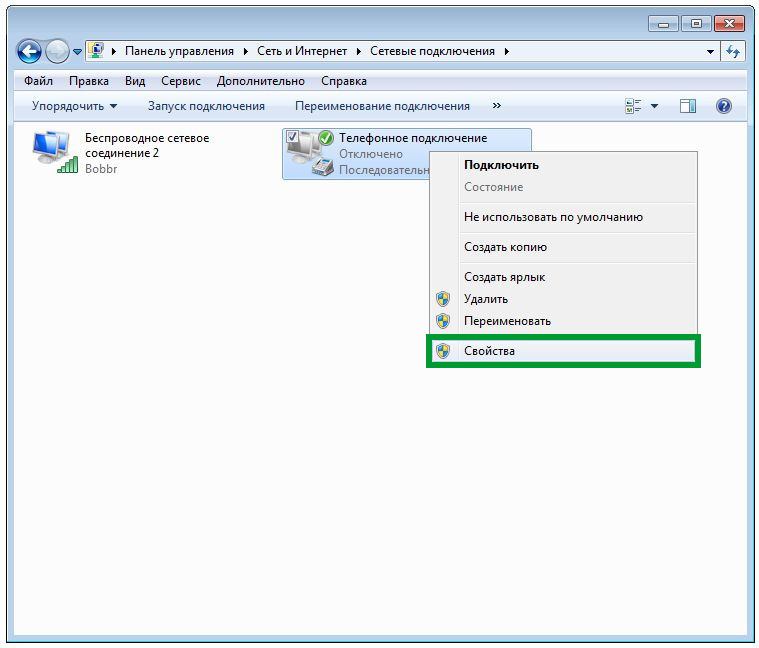 Панель управления Сеть и Интернет Сетевые подключения
Файл Правка Вид Сервис Дополнительно Справка
Упорядочить Запуск подключения Переименование подключения »
Беспроводное сетевое
соединение 2
Bobbr
Телефонное подключение
Отключено
Последовательн
Подключить
Состояние
Не использовать по умолчанию
Создать копию
Создать ярлык
Удалить
Переименовать
Свойства